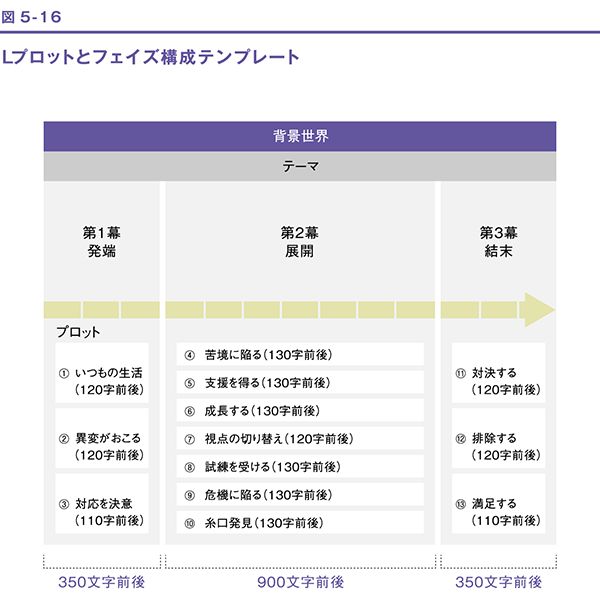 図 5-16
Lプロットとフェイズ構成テンプレート
背景世界
テーマ
第1幕
発端
第2幕
展開
第3幕
結末
プロット
① いつもの生活
（120字前後）
② 異変がおこる
（120字前後）
③ 対応を決意
（110字前後）
④ 苦境に陥る（130字前後）
⑤ 支援を得る（130字前後）
⑥ 成長する（130字前後）
⑦ 視点の切り替え（120字前後）
⑧ 試練を受ける（130字前後）
⑨ 危機に陥る（130字前後）
⑩ 糸口発見（130字前後）
⑪ 対決する
（120字前後）
⑫ 排除する
（120字前後）
⑬ 満足する
（110字前後）
350文字前後
900文字前後
350文字前後